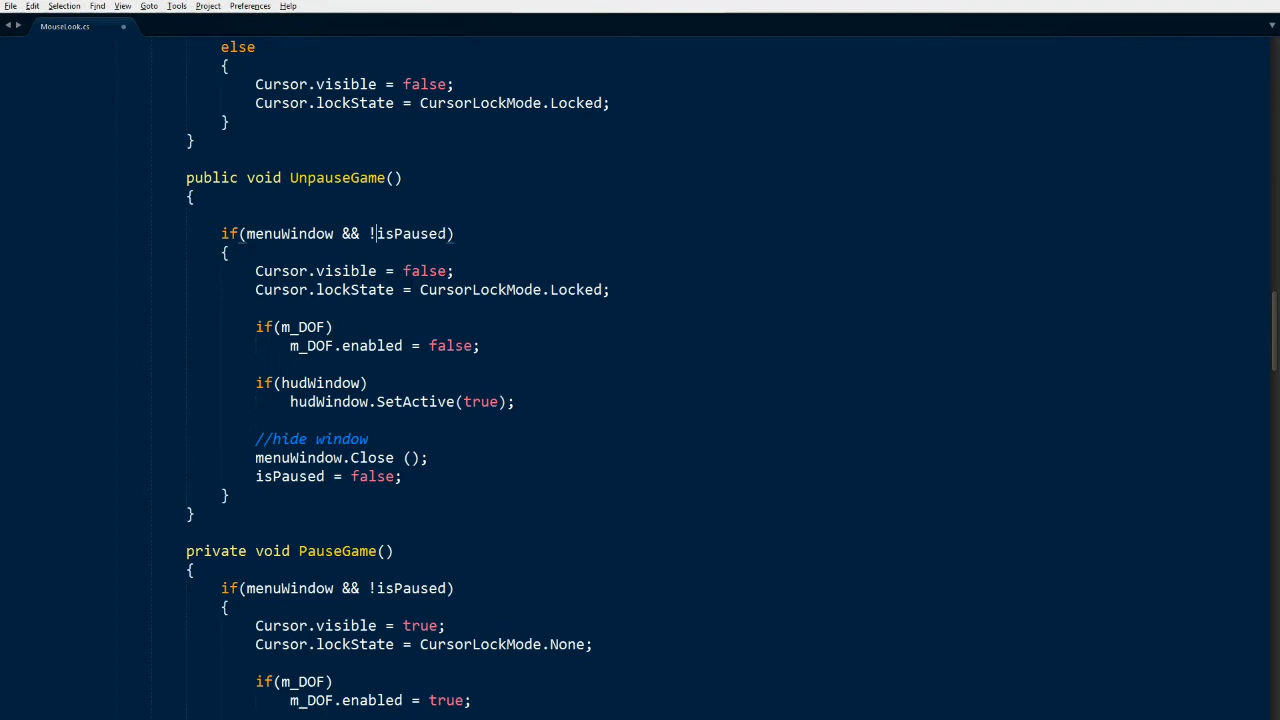 File Edit Selection Find View Goto Tools Project Preferences Help
MouseLook.cs
else
{
Cursor.visible = false;
Cursor.lockState = CursorLockMode.Locked;
}
}
public void UnpauseGame()
{
if(menuWindow && !isPaused)
{
Cursor.visible = false;
Cursor.lockState = CursorLockMode.Locked;
if(m_DOF)
m_DOF.enabled = false;
if(hudWindow)
hudWindow.SetActive(true);
//hide window
menuWindow.Close ();
isPaused = false;
}
}
private void PauseGame()
{
if(menuWindow && !isPaused)
{
Cursor.visible = true;
Cursor.lockState = CursorLockMode.None;
if(m_DOF)
m_DOF.enabled = true;